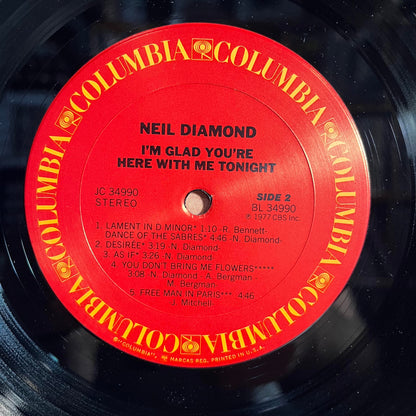 COLUMBIA COLUMBIA COLUMBIA COLUMBIA COLUMBIA COLUMBIA
NEIL DIAMOND
I'M GLAD YOU'RE
HERE WITH ME TONIGHT
JC 34990
STEREO
SIDE 2
BL 34990
℗ 1977 CBS Inc.
1. LAMENT IN D MINOR* 1:10 -R. Bennett-
DANCE OF THE SABRES* 4:46 -N. Diamond-
2. DESIRÉE* 3:19 -N. Diamond-
3. AS IF* 3:26 -N. Diamond-
4. YOU DON'T BRING ME FLOWERS*****
3:08 -N. Diamond- -A. Bergman-
M. Bergman-
5. FREE MAN IN PARIS*** 4:46
-J. Mitchell-
® "COLUMBIA", MARCAS REG. PRINTED IN U.S.A.